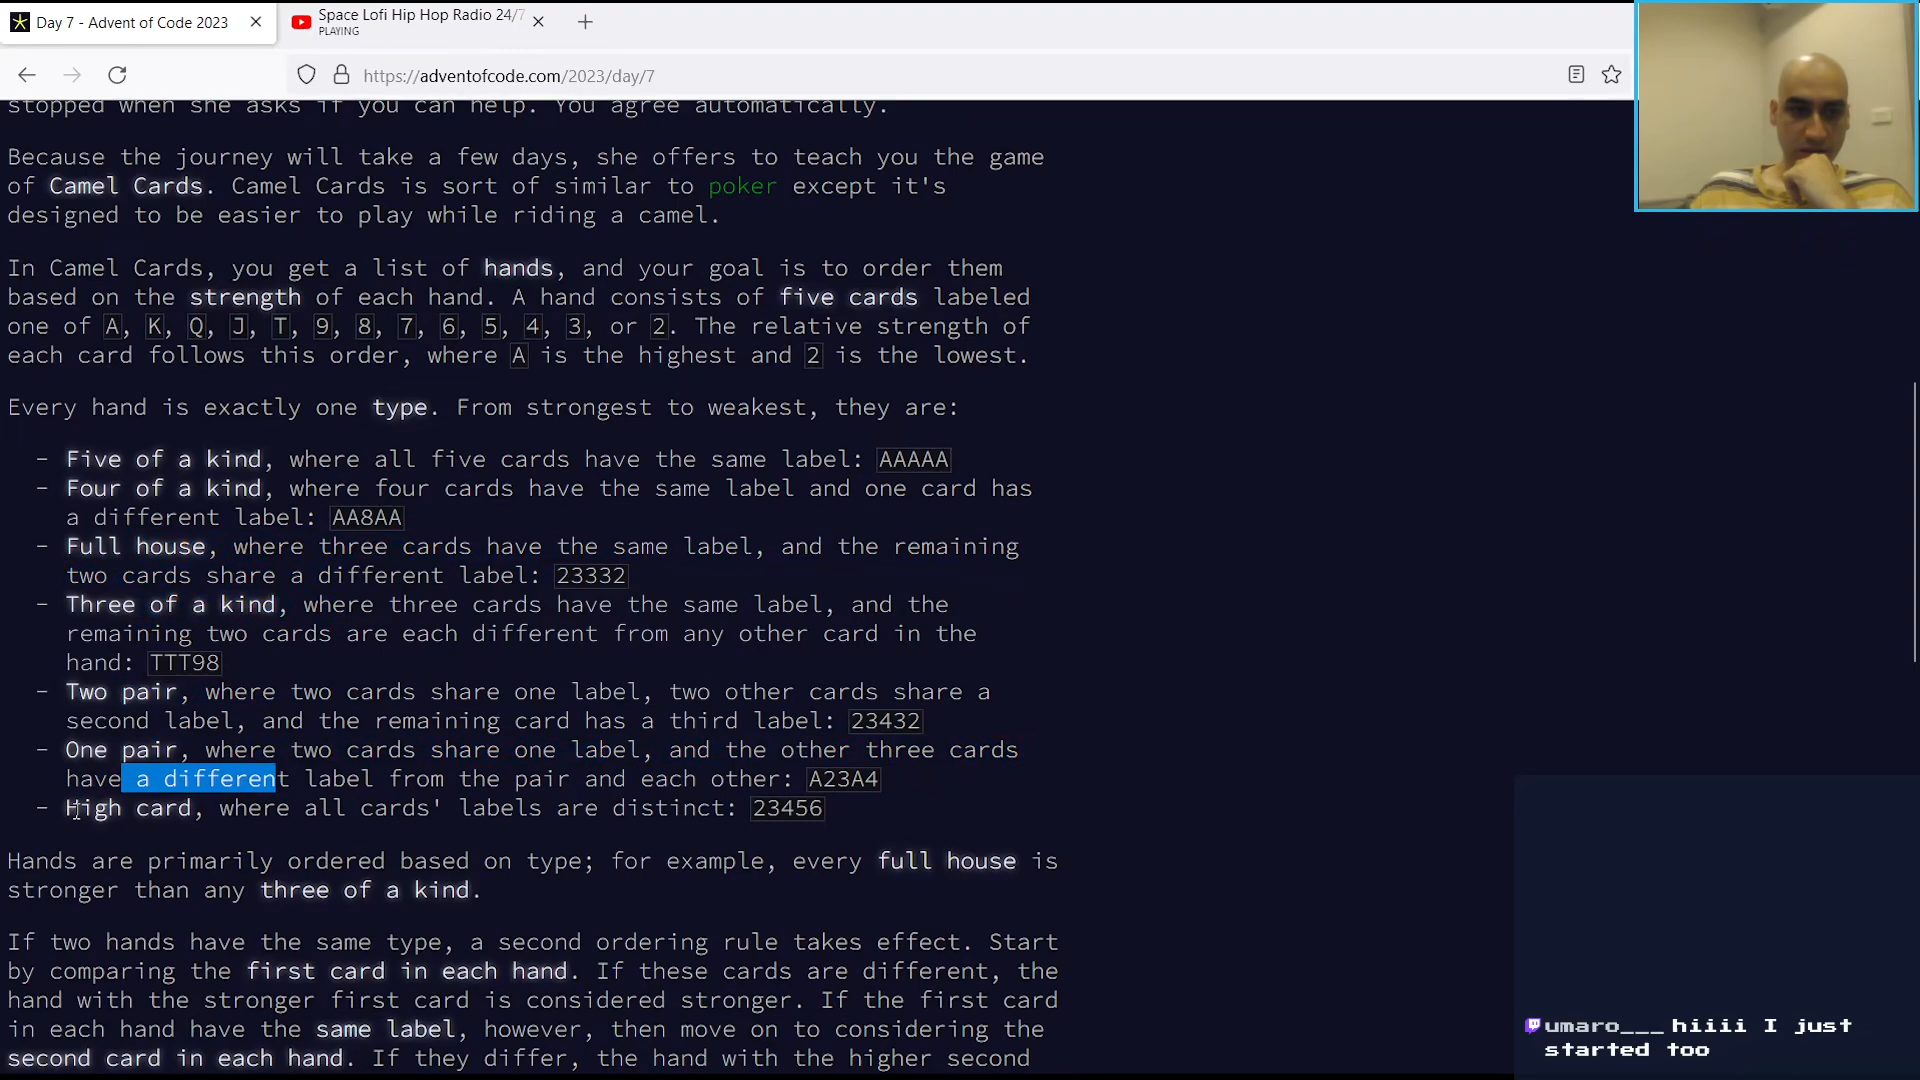 Day 7 - Advent of Code 2023
Space Lofi Hip Hop Radio 24/7
PLAYING
https://adventofcode.com/2023/day/7
stopped when she asks if you can help. You agree automatically.
Because the journey will take a few days, she offers to teach you the game
of Camel Cards. Camel Cards is sort of similar to poker except it's
designed to be easier to play while riding a camel.
In Camel Cards, you get a list of hands, and your goal is to order them
based on the strength of each hand. A hand consists of five cards labeled
one of A, K, Q, J, T, 9, 8, 7, 6, 5, 4, 3, or 2. The relative strength of
each card follows this order, where A is the highest and 2 is the lowest.
Every hand is exactly one type. From strongest to weakest, they are:
- Five of a kind, where all five cards have the same label: AAAAA
- Four of a kind, where four cards have the same label and one card has
a different label: AA8AA
- Full house, where three cards have the same label, and the remaining
two cards share a different label: 23332
- Three of a kind, where three cards have the same label, and the
remaining two cards are each different from any other card in the
hand: TTT98
- Two pair, where two cards share one label, two other cards share a
second label, and the remaining card has a third label: 23432
- One pair, where two cards share one label, and the other three cards
have a different label from the pair and each other: A23A4
- High card, where all cards' labels are distinct: 23456
Hands are primarily ordered based on type; for example, every full house is
stronger than any three of a kind.
If two hands have the same type, a second ordering rule takes effect. Start
by comparing the first card in each hand. If these cards are different, the
hand with the stronger first card is considered stronger. If the first card
in each hand have the same label, however, then move on to considering the
second card in each hand. If they differ, the hand with the higher second
umaro___ hiiii I just
started too